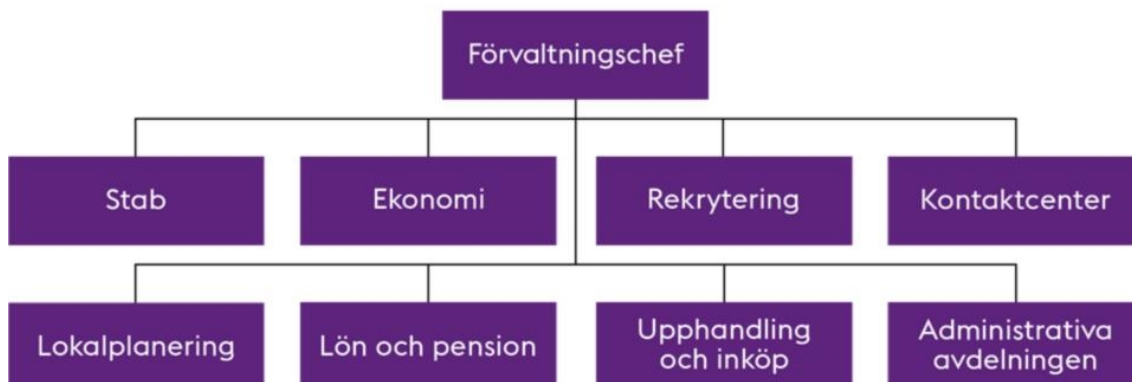 Förvaltningschef
Stab
Ekonomi
Rekrytering
Kontaktcenter
Lokalplanering
Lön och pension
Upphandling
och inköp
Administrativa
avdelningen